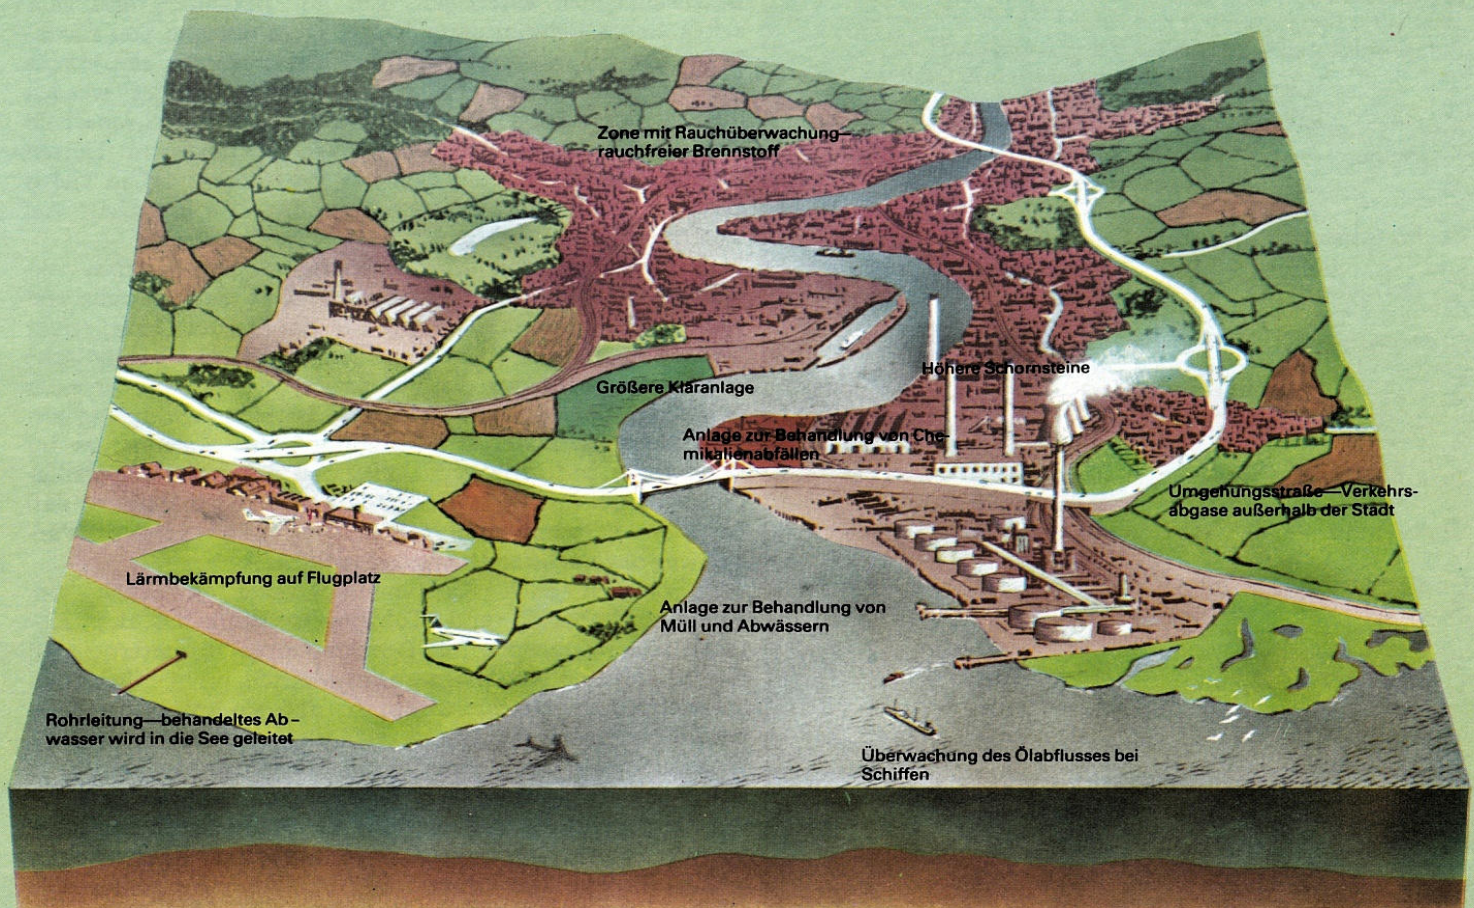 Zone mit Rauchüberwachung—
rauchfreier Brennstoff
Höhere Schornsteine
Größere Kläranlage
Anlage zur Behandlung von Che-
mikalienabfällen
Umgehungsstraße—Verkehrs-
abgase außerhalb der Stadt
Lärmbekämpfung auf Flugplatz
Anlage zur Behandlung von
Müll und Abwässern
Rohrleitung—behandeltes Ab-
wasser wird in die See geleitet
Überwachung des Ölabflusses bei
Schiffen